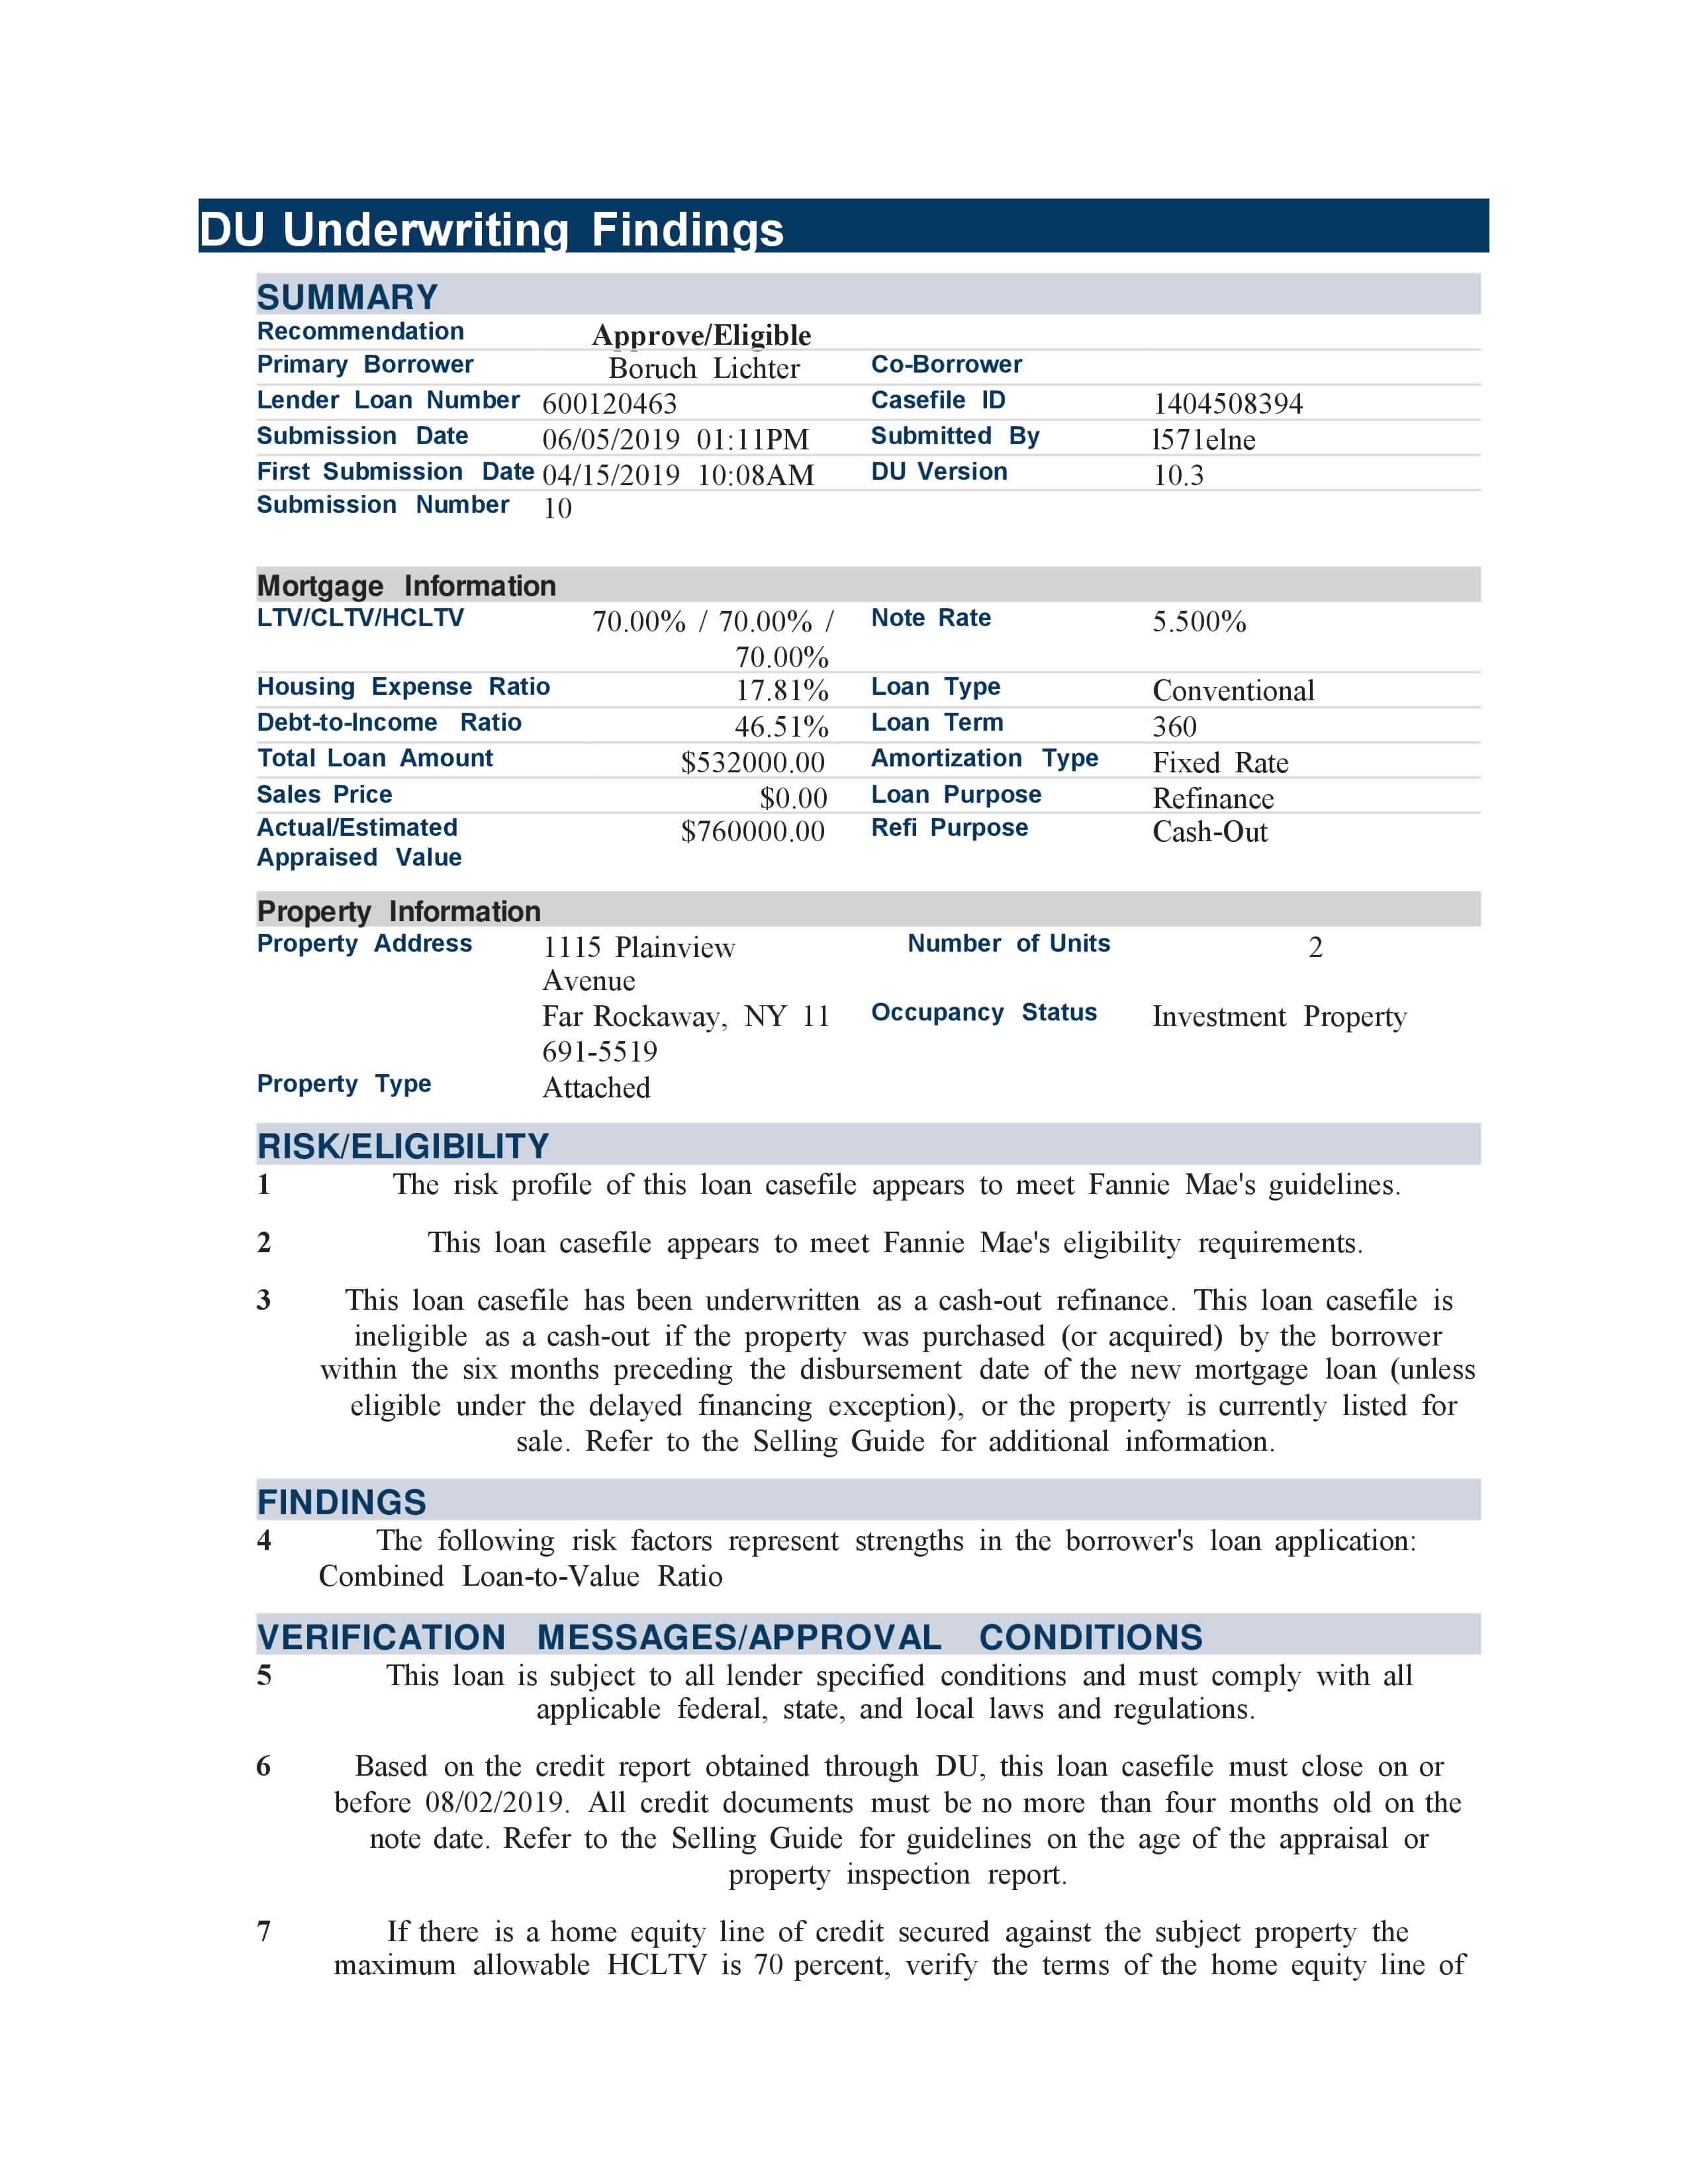 DU Underwriting Findings
SUMMARY
Recommendation Approve/Eligible
Primary Borrower Boruch Lichter Co-Borrower
Lender Loan Number 600120463 Casefile ID 1404508394
Submission Date 06/05/2019 01:11PM Submitted By l571elne
First Submission Date 04/15/2019 10:08AM DU Version 10.3
Submission Number 10
Mortgage Information
LTV/CLTV/HCLTV 70.00% / 70.00% / Note Rate 5.500%
70.00%
Housing Expense Ratio 17.81% Loan Type Conventional
Debt-to-Income Ratio 46.51% Loan Term 360
Total Loan Amount $532000.00 Amortization Type Fixed Rate
Sales Price $0.00 Loan Purpose Refinance
Actual/Estimated $760000.00 Refi Purpose Cash-Out
Appraised Value
Property Information
Property Address 1115 Plainview Number of Units 2
Avenue
Far Rockaway, NY 11 Occupancy Status Investment Property
691-5519
Property Type Attached
RISK/ELIGIBILITY
1 The risk profile of this loan casefile appears to meet Fannie Mae's guidelines.
2 This loan casefile appears to meet Fannie Mae's eligibility requirements.
3 This loan casefile has been underwritten as a cash-out refinance. This loan casefile is
ineligible as a cash-out if the property was purchased (or acquired) by the borrower
within the six months preceding the disbursement date of the new mortgage loan (unless
eligible under the delayed financing exception), or the property is currently listed for
sale. Refer to the Selling Guide for additional information.
FINDINGS
4 The following risk factors represent strengths in the borrower's loan application:
Combined Loan-to-Value Ratio
VERIFICATION MESSAGES/APPROVAL CONDITIONS
5 This loan is subject to all lender specified conditions and must comply with all
applicable federal, state, and local laws and regulations.
6 Based on the credit report obtained through DU, this loan casefile must close on or
before 08/02/2019. All credit documents must be no more than four months old on the
note date. Refer to the Selling Guide for guidelines on the age of the appraisal or
property inspection report.
7 If there is a home equity line of credit secured against the subject property the
maximum allowable HCLTV is 70 percent, verify the terms of the home equity line of